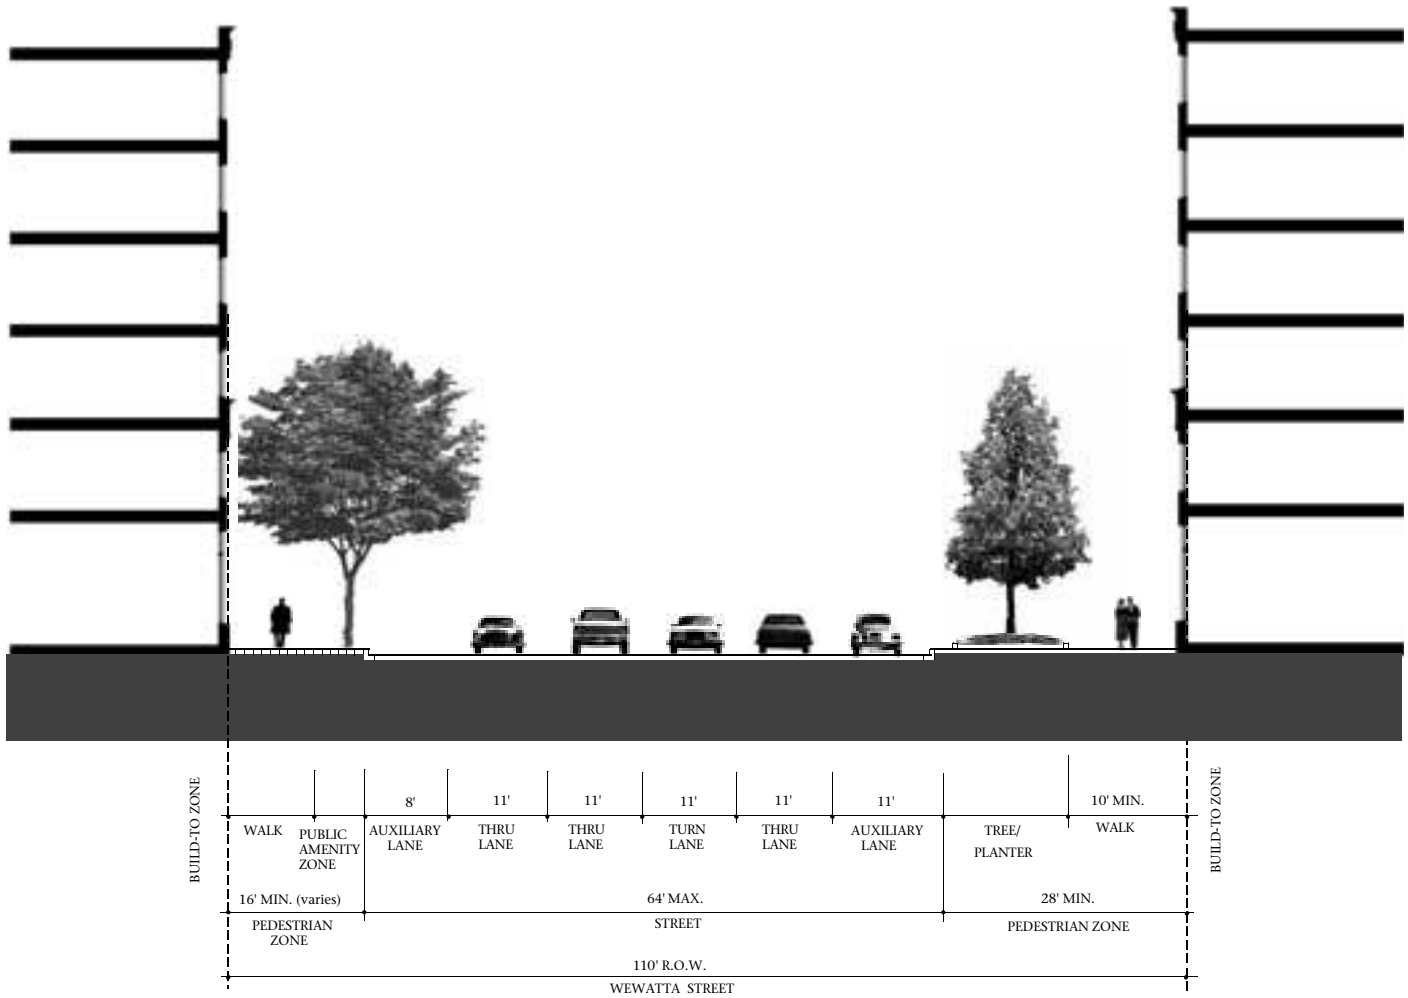 BUILD-TO ZONE
8'
11'
11'
11'
11'
11'
10' MIN.
WALK
PUBLIC
AMENITY
ZONE
AUXILIARY
LANE
THRU
LANE
THRU
LANE
TURN
LANE
THRU
LANE
AUXILIARY
LANE
TREE/
PLANTER
WALK
BUILD-TO ZONE
16' MIN. (varies)
64' MAX.
28' MIN.
PEDESTRIAN
ZONE
STREET
PEDESTRIAN ZONE
110' R.O.W.
WEWATTA STREET